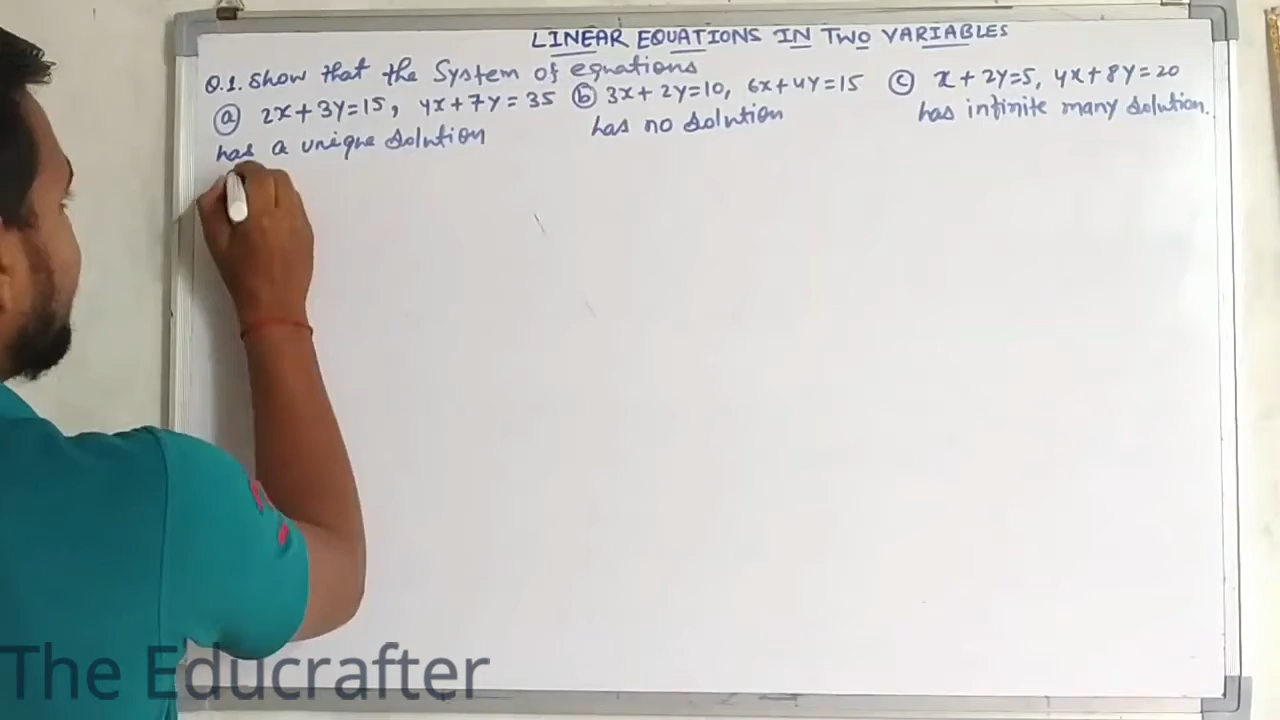 LINEAR EQUATIONS IN TWO VARIABLES
Q.1. Show that the System of equations
(a) 2x+3y=15, 4x+7y=35 (b) 3x+2y=10, 6x+4y=15 (c) x+2y=5, 4x+8y=20
has a unique solution has no solution has infinite many solution.
The Educrafter